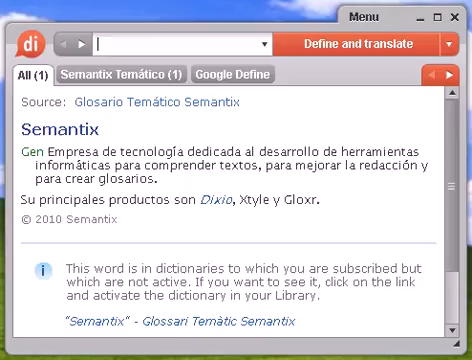 Menu
di
Define and translate
All (1)
Semantix Temático (1)
Google Define
Source: Glosario Temático Semantix
Semantix
Gen Empresa de tecnología dedicada al desarrollo de herramientas
informáticas para comprender textos, para mejorar la redacción y
para crear glosarios.
Su principales productos son Dixio, Xtyle y Gloxr.
© 2010 Semantix
i
This word is in dictionaries to which you are subscribed but
which are not active. If you want to see it, click on the link
and activate the dictionary in your Library.
"Semantix" - Glossari Temàtic Semantix